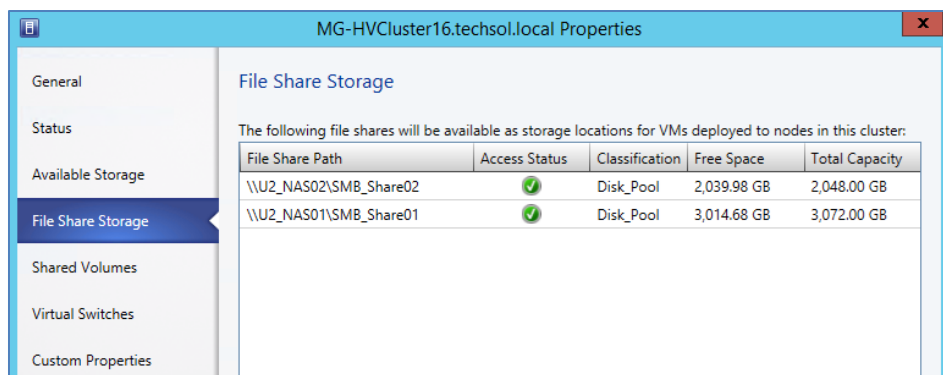 MG-HVCluster16.techsol.local Properties
x
General
Status
Available Storage
File Share Storage
Shared Volumes
Virtual Switches
Custom Properties
File Share Storage
The following file shares will be available as storage locations for VMs deployed to nodes in this cluster:
File Share Path Access Status Classification Free Space Total Capacity
\\U2_NAS02\SMB_Share02 Disk_Pool 2,039.98 GB 2,048.00 GB
\\U2_NAS01\SMB_Share01 Disk_Pool 3,014.68 GB 3,072.00 GB